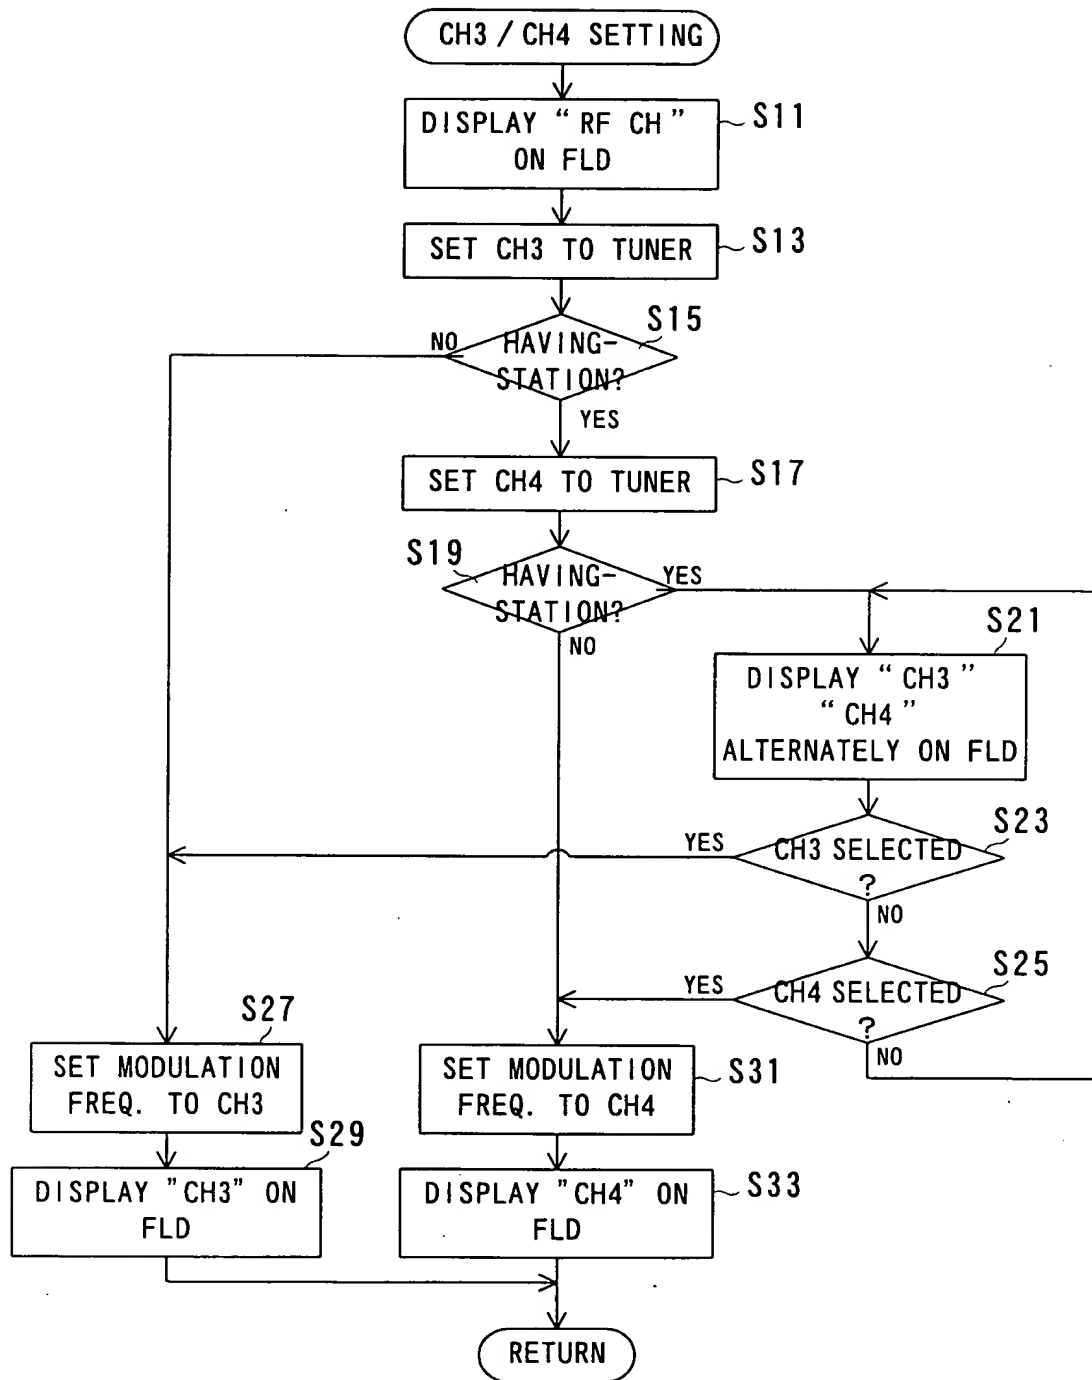 CH3 / CH4 SETTING
DISPLAY “ RF CH ”
ON FLD
S11
SET CH3 TO TUNER
S13
S15
NO
HAVING-
STATION?
YES
SET CH4 TO TUNER
S17
S19
HAVING-
STATION?
YES
NO
S21
DISPLAY “ CH3 ”
“ CH4 ”
ALTERNATELY ON FLD
S23
YES
CH3 SELECTED
?
NO
S25
YES
CH4 SELECTED
?
NO
S27
SET MODULATION
FREQ. TO CH3
SET MODULATION
FREQ. TO CH4
S31
S29
DISPLAY "CH3" ON
FLD
DISPLAY "CH4" ON
FLD
S33
RETURN